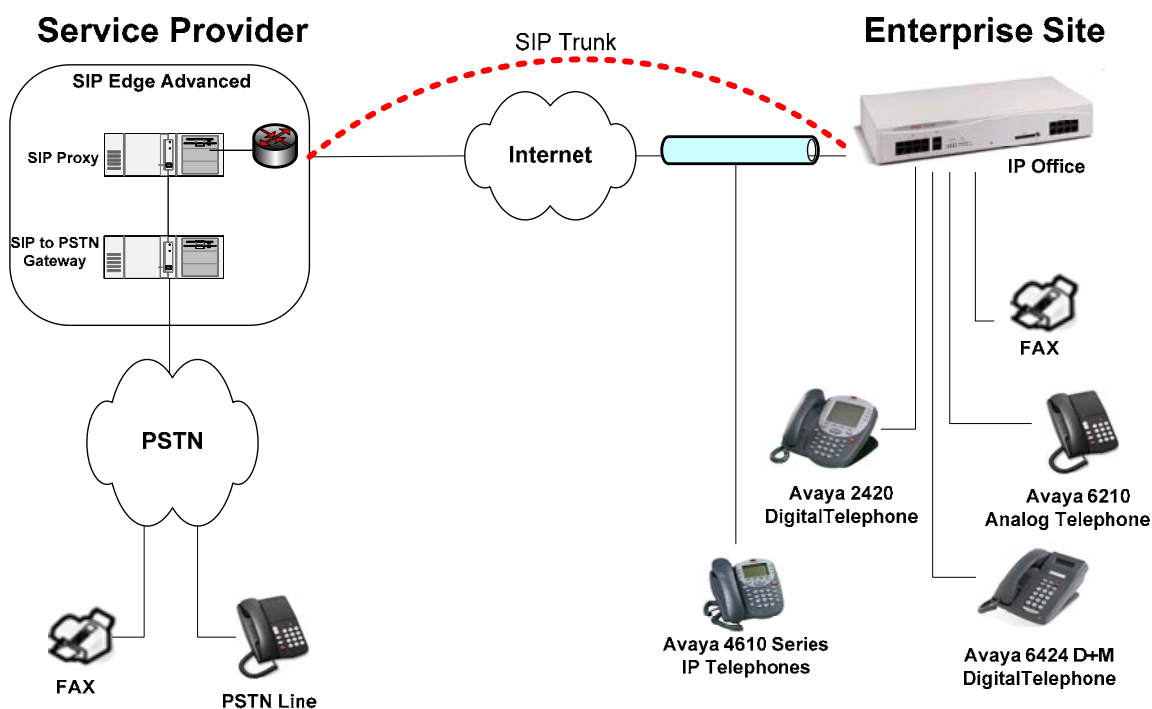 Service Provider
SIP Trunk
Enterprise Site
SIP Edge Advanced
SIP Proxy
Internet
IP Office
SIP to PSTN
Gateway
FAX
PSTN
Avaya 2420
DigitalTelephone
Avaya 6210
Analog Telephone
Avaya 4610 Series
IP Telephones
Avaya 6424 D+M
DigitalTelephone
FAX
PSTN Line